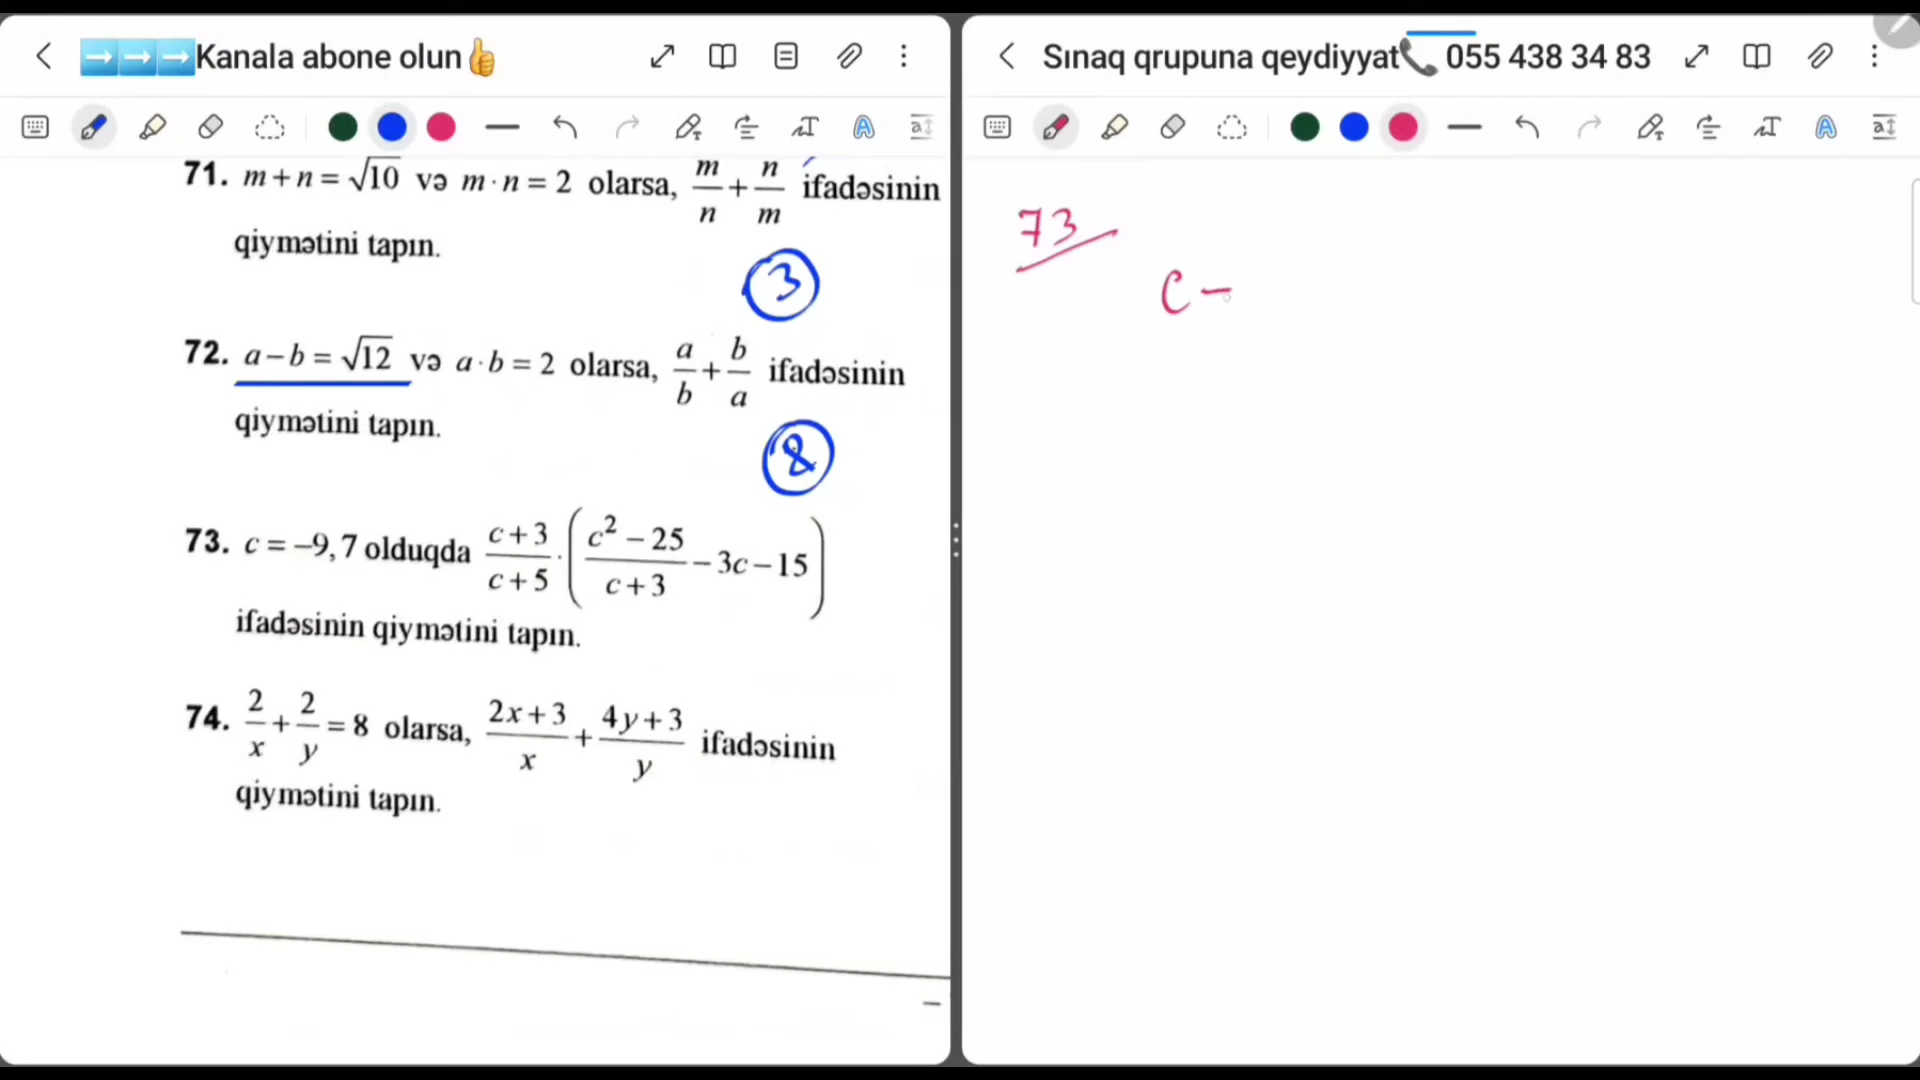 ➡️➡️➡️Kanala abone olun👍
71. m + n = √10 və m · n = 2 olarsa, m/n + n/m ifadəsinin
qiymətini tapın.
3
72. a − b = √12 və a · b = 2 olarsa, a/b + b/a ifadəsinin
qiymətini tapın.
8
73. c = −9,7 olduqda (c+3)/(c+5) · ((c² − 25)/(c+3) − 3c − 15)
ifadəsinin qiymətini tapın.
74. 2/x + 2/y = 8 olarsa, (2x+3)/x + (4y+3)/y ifadəsinin
qiymətini tapın.
Sınaq qrupuna qeydiyyat📞 055 438 34 83
73
C −